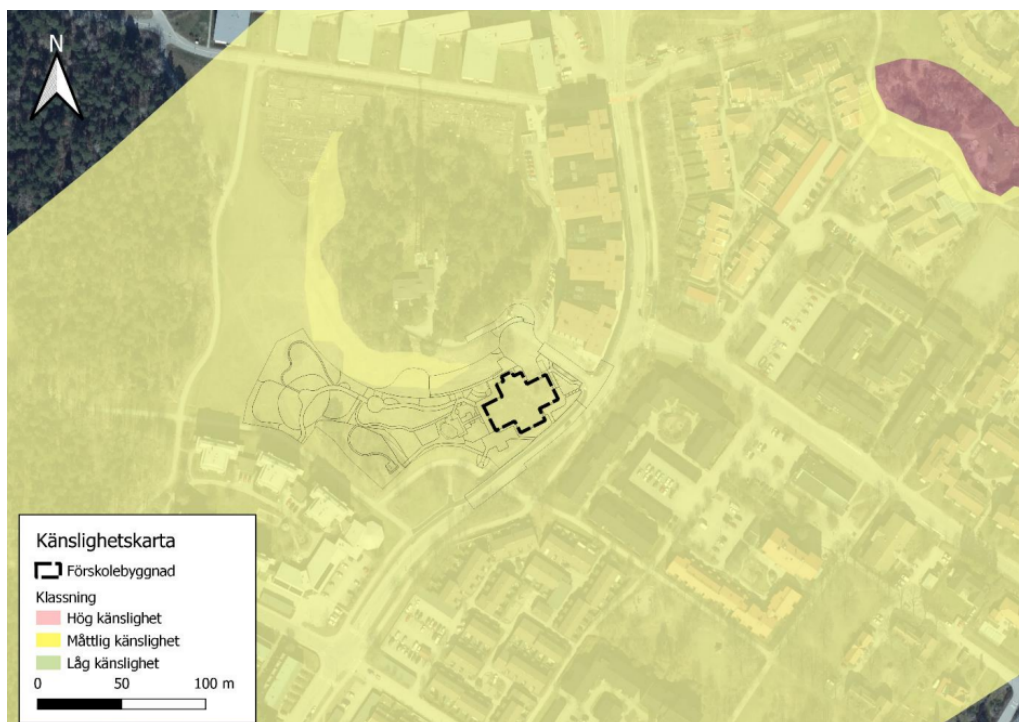 N
Känslighetskarta
Förskolebyggnad
Klassning
Hög känslighet
Måttlig känslighet
Låg känslighet
0 50 100 m